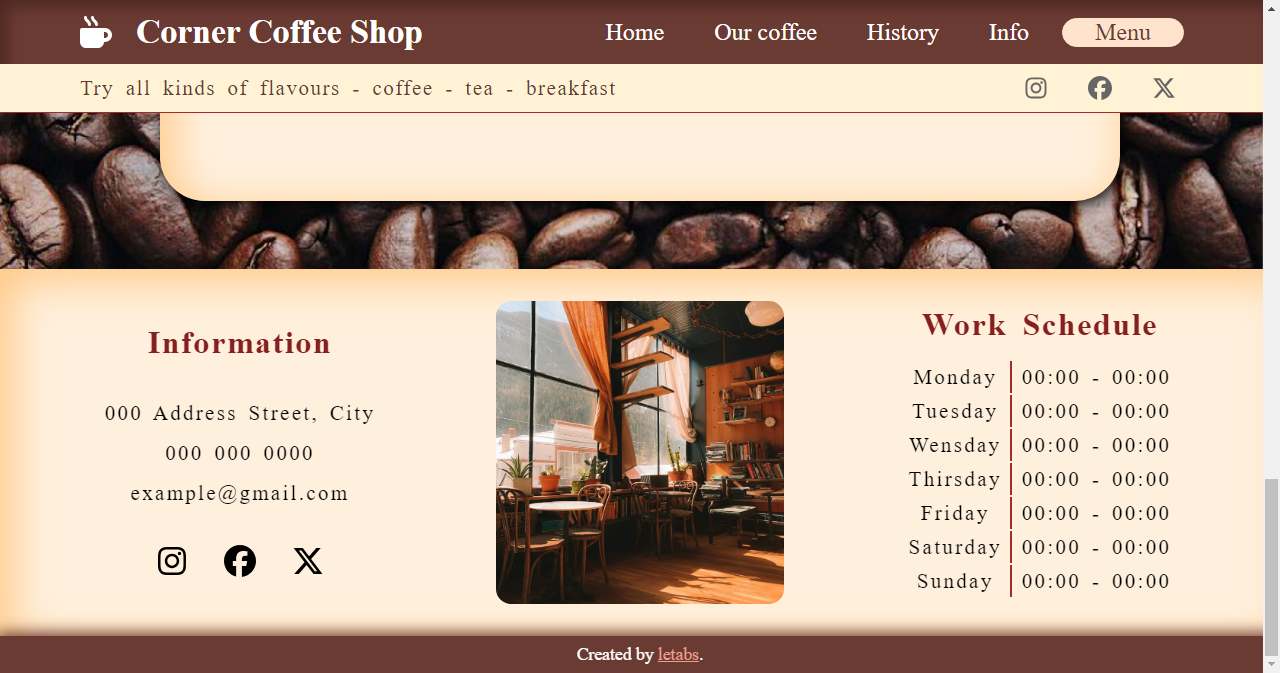 Corner Coffee Shop
Home Our coffee History Info Menu
Try all kinds of flavours - coffee - tea - breakfast
Information
000 Address Street, City
000 000 0000
example@gmail.com
Work Schedule
Monday 00:00 - 00:00
Tuesday 00:00 - 00:00
Wensday 00:00 - 00:00
Thirsday 00:00 - 00:00
Friday 00:00 - 00:00
Saturday 00:00 - 00:00
Sunday 00:00 - 00:00
Created by letabs.